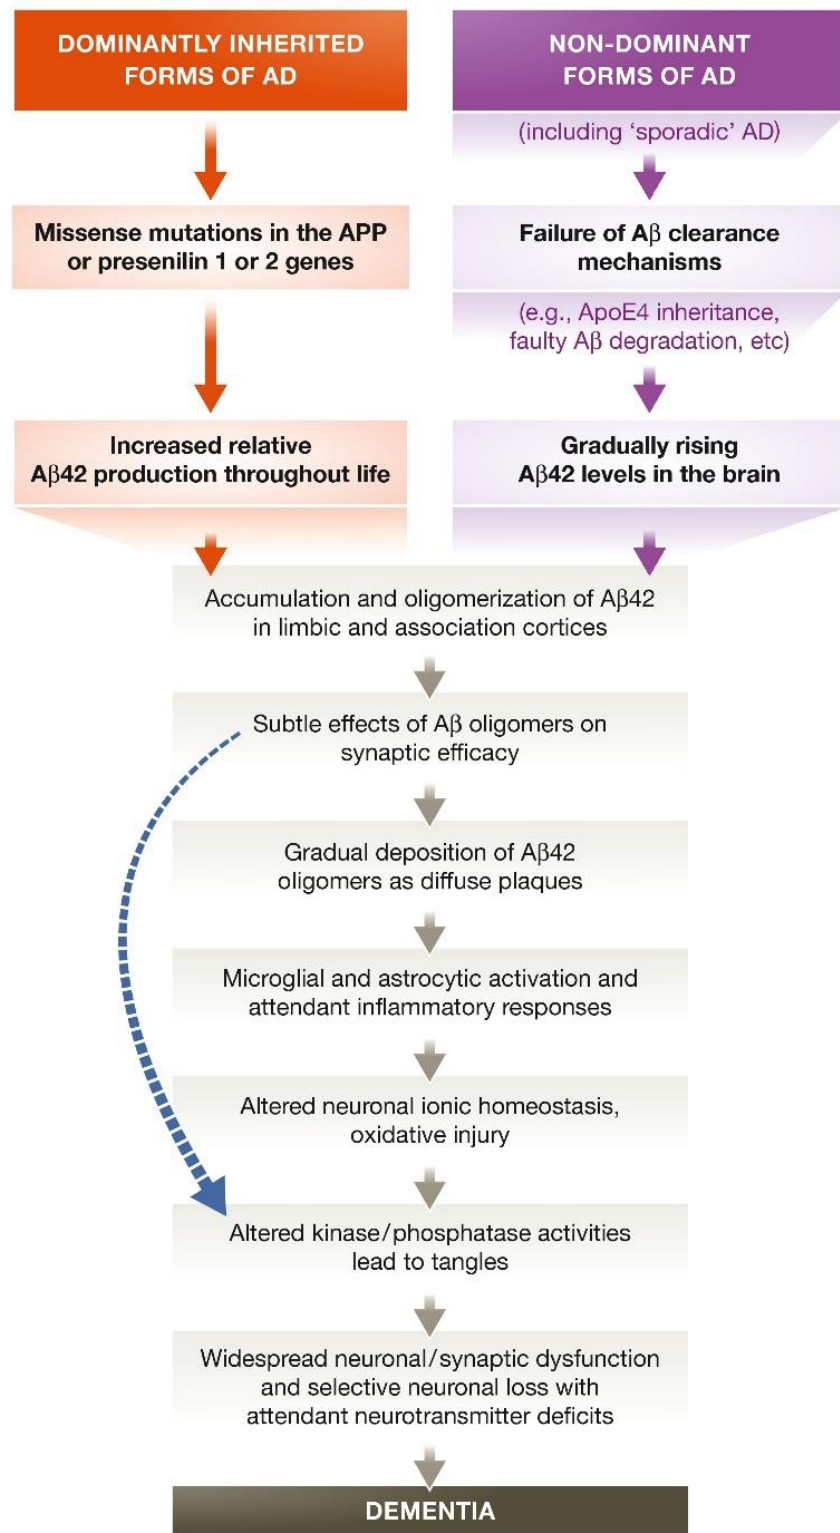 DOMINANTLY INHERITED
FORMS OF AD
NON-DOMINANT
FORMS OF AD
(including ‘sporadic’ AD)
Missense mutations in the APP
or presenilin 1 or 2 genes
Failure of Aβ clearance
mechanisms
(e.g., ApoE4 inheritance,
faulty Aβ degradation, etc)
Increased relative
Aβ42 production throughout life
Gradually rising
Aβ42 levels in the brain
Accumulation and oligomerization of Aβ42
in limbic and association cortices
Subtle effects of Aβ oligomers on
synaptic efficacy
Gradual deposition of Aβ42
oligomers as diffuse plaques
Microglial and astrocytic activation and
attendant inflammatory responses
Altered neuronal ionic homeostasis,
oxidative injury
Altered kinase/phosphatase activities
lead to tangles
Widespread neuronal/synaptic dysfunction
and selective neuronal loss with
attendant neurotransmitter deficits
DEMENTIA